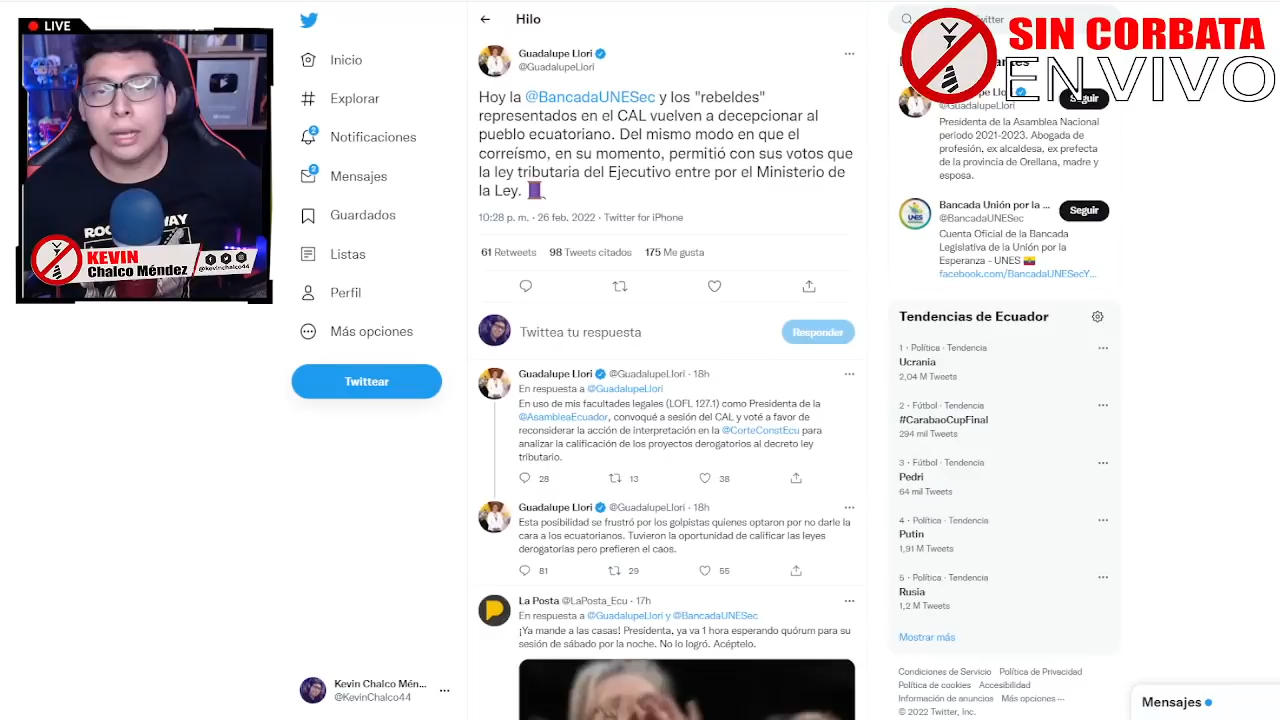 LIVE
KEVIN
Chalco Méndez
@kevinchalco44
Inicio
Explorar
2
Notificaciones
2
Mensajes
Guardados
Listas
Perfil
Más opciones
Twittear
Kevin Chalco Mén...
@KevinChalco44
Hilo
Guadalupe Llori
@GuadalupeLlori
Hoy la @BancadaUNESec y los "rebeldes"
representados en el CAL vuelven a decepcionar al
pueblo ecuatoriano. Del mismo modo en que el
correísmo, en su momento, permitió con sus votos que
la ley tributaria del Ejecutivo entre por el Ministerio de
la Ley.
10:28 p. m. · 26 feb. 2022 · Twitter for iPhone
61 Retweets 98 Tweets citados 175 Me gusta
Twittea tu respuesta
Responder
Guadalupe Llori @GuadalupeLlori · 18h
En respuesta a @GuadalupeLlori
En uso de mis facultades legales (LOFL 127.1) como Presidenta de la
@AsambleaEcuador, convoqué a sesión del CAL y voté a favor de
reconsiderar la acción de interpretación en la @CorteConstEcu para
analizar la calificación de los proyectos derogatorios al decreto ley
tributario.
28 13 38
Guadalupe Llori @GuadalupeLlori · 18h
Esta posibilidad se frustró por los golpistas quienes optaron por no darle la
cara a los ecuatorianos. Tuvieron la oportunidad de calificar las leyes
derogatorias pero prefieren el caos.
81 29 55
La Posta @LaPosta_Ecu · 17h
En respuesta a @GuadalupeLlori y @BancadaUNESec
¡Ya mande a las casas! Presidenta, ya va 1 hora esperando quórum para su
sesión de sábado por la noche. No lo logró. Acéptelo.
SIN CORBATA
EN VIVO
@GuadalupeLlori
Seguir
Presidenta de la Asamblea Nacional
período 2021-2023. Abogada de
profesión, ex alcaldesa, ex prefecta
de la provincia de Orellana, madre y
esposa.
Bancada Unión por la ...
@BancadaUNESec
Seguir
Cuenta Oficial de la Bancada
Legislativa de la Unión por la
Esperanza - UNES
facebook.com/BancadaUNESecY...
Tendencias de Ecuador
1 · Política · Tendencia
Ucrania
2,04 M Tweets
2 · Fútbol · Tendencia
#CarabaoCupFinal
294 mil Tweets
3 · Fútbol · Tendencia
Pedri
64 mil Tweets
4 · Política · Tendencia
Putin
1,91 M Tweets
5 · Política · Tendencia
Rusia
1,2 M Tweets
Mostrar más
Condiciones de Servicio Política de Privacidad
Política de cookies Accesibilidad
Información de anuncios Más opciones ···
© 2022 Twitter, Inc.
Mensajes